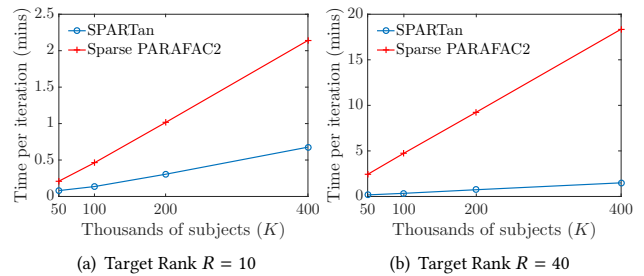 Time per iteration (mins)
2.5
2
1.5
1
0.5
0
SPARTan
Sparse PARAFAC2
50 100 200 400
Thousands of subjects (K)
(a) Target Rank R = 10
Time per iteration (mins)
20
15
10
5
0
SPARTan
Sparse PARAFAC2
50 100 200 400
Thousands of subjects (K)
(b) Target Rank R = 40